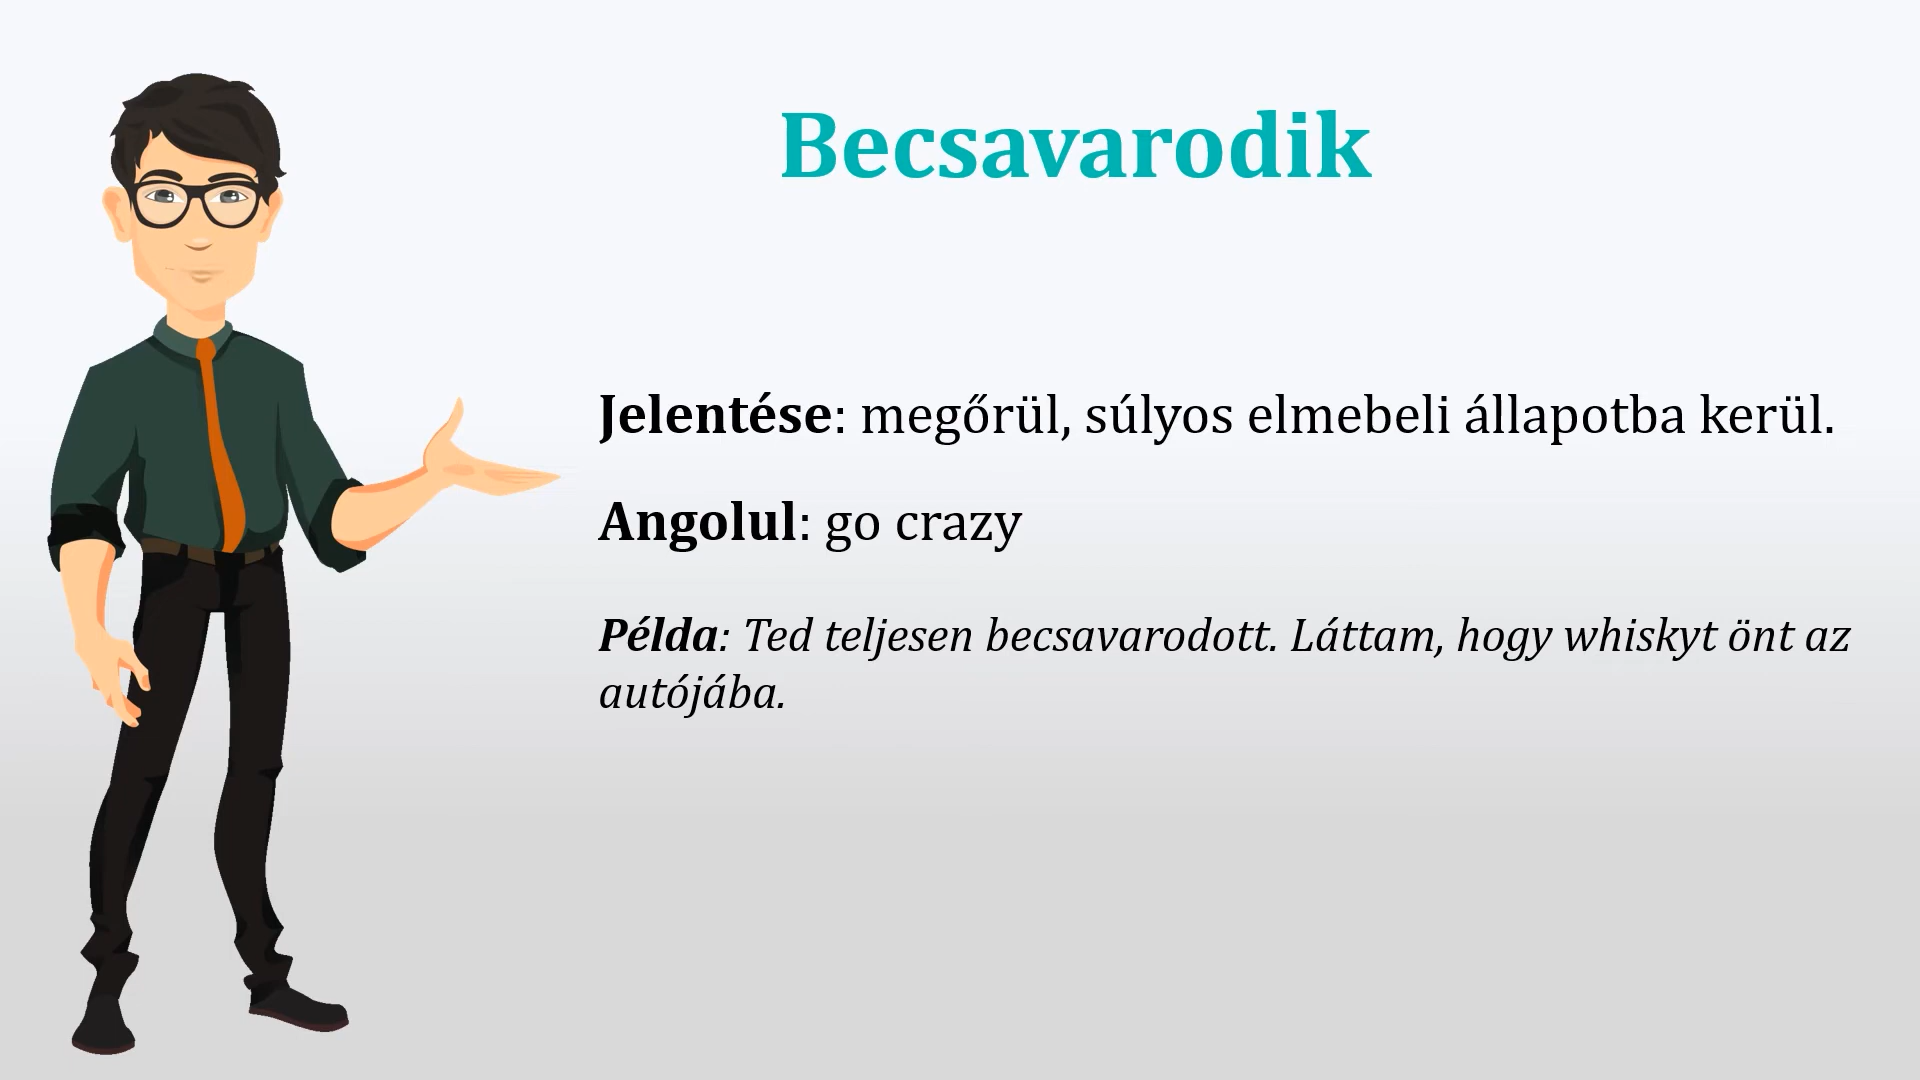 Becsavarodik
Jelentése: megőrül, súlyos elmebeli állapotba kerül.
Angolul: go crazy
Példa: Ted teljesen becsavarodott. Láttam, hogy whiskyt önt az
autójába.